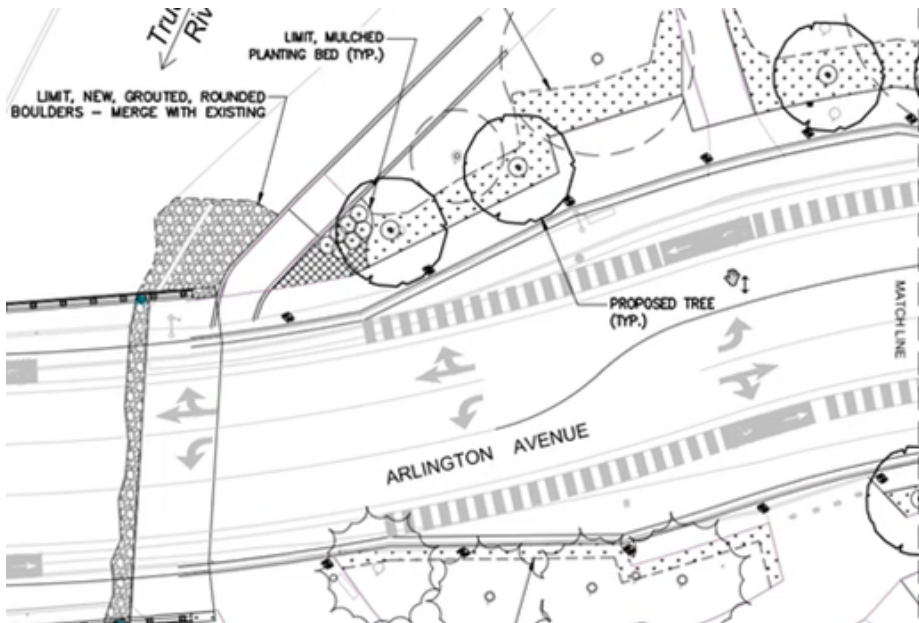 LIMIT, MULCHED
PLANTING BED (TYP.)
LIMIT, NEW, GROUTED, ROUNDED
BOULDERS – MERGE WITH EXISTING
PROPOSED TREE
(TYP.)
MATCH LINE
ARLINGTON AVENUE